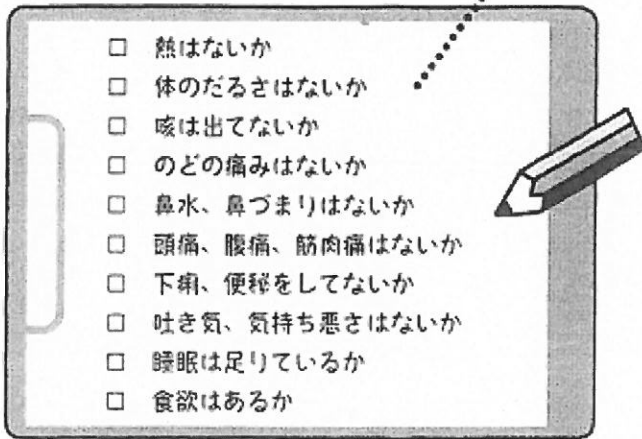 □ 熱はないか
□ 体のだるさはないか
□ 咳は出てないか
□ のどの痛みはないか
□ 鼻水、鼻づまりはないか
□ 頭痛、腹痛、筋肉痛はないか
□ 下痢、便秘をしてないか
□ 吐き気、気持ち悪さはないか
□ 睡眠は足りているか
□ 食欲はあるか